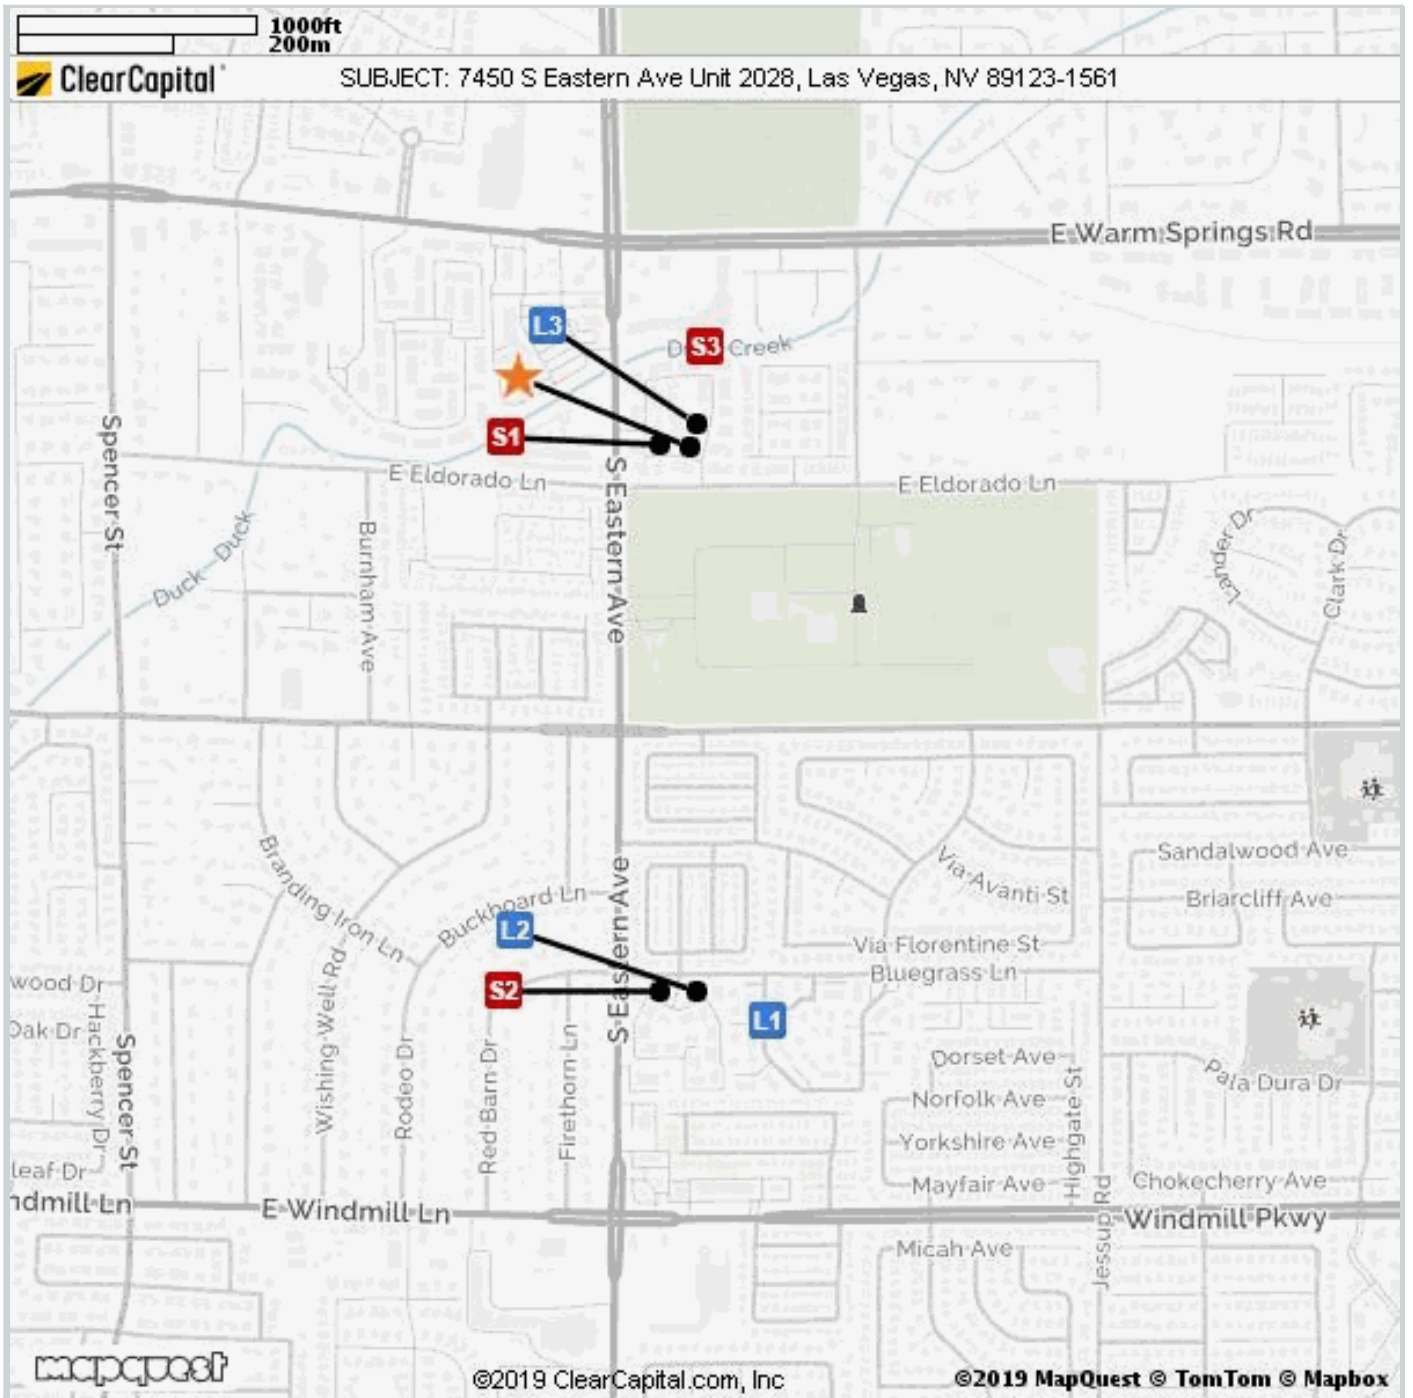 1000ft
200m
ClearCapital
SUBJECT: 7450 S Eastern Ave Unit 2028, Las Vegas, NV 89123-1561
E Warm Springs Rd
L3
S3
Creek
S1
Spencer St
E Eldorado Ln
S Eastern Ave
E Eldorado Ln
Duck
Duck
Burnham Ave
Lander Dr
Clark Dr
Sandalwood Ave
Branding Iron Ln
Buckboard Ln
S Eastern Ave
Via Avanti St
Briarcliff Ave
L2
Via Florentine St
Bluegrass Ln
wood Dr
S2
L1
Oak Dr
Hackberry Dr
Spencer St
Wishing Well Rd
Rodeo Dr
Red Barn Dr
Firethorn Ln
Dorset Ave
Palà Dura Dr
Norfolk Ave
Highgate St
Yorkshire Ave
leaf Dr
Mayfair Ave
Chokecherry Ave
ndmill Ln
E Windmill Ln
Windmill Pkwy
Micah Ave
Jessup Rd
mapquest
©2019 ClearCapital.com, Inc
©2019 MapQuest © TomTom © Mapbox